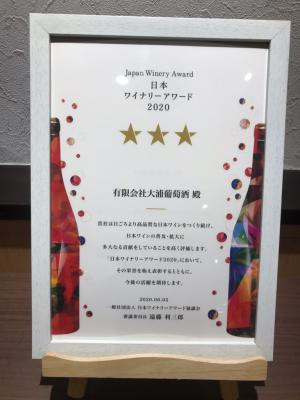 Japan Winery Award
日本
ワイナリーアワード
2020
★★★
有限会社大浦葡萄酒 殿
貴社は日ごろより高品質な日本ワインをつくり続け、
日本ワインの普及・拡大に
多大なる貢献をしていることを高く評価します。
「日本ワイナリーアワード2020」において、
その栄誉を称え表彰するとともに、
今後の活躍を期待します。
2020.06.03
一般社団法人 日本ワイナリーアワード協議会
審議委員長 遠藤 利三郎